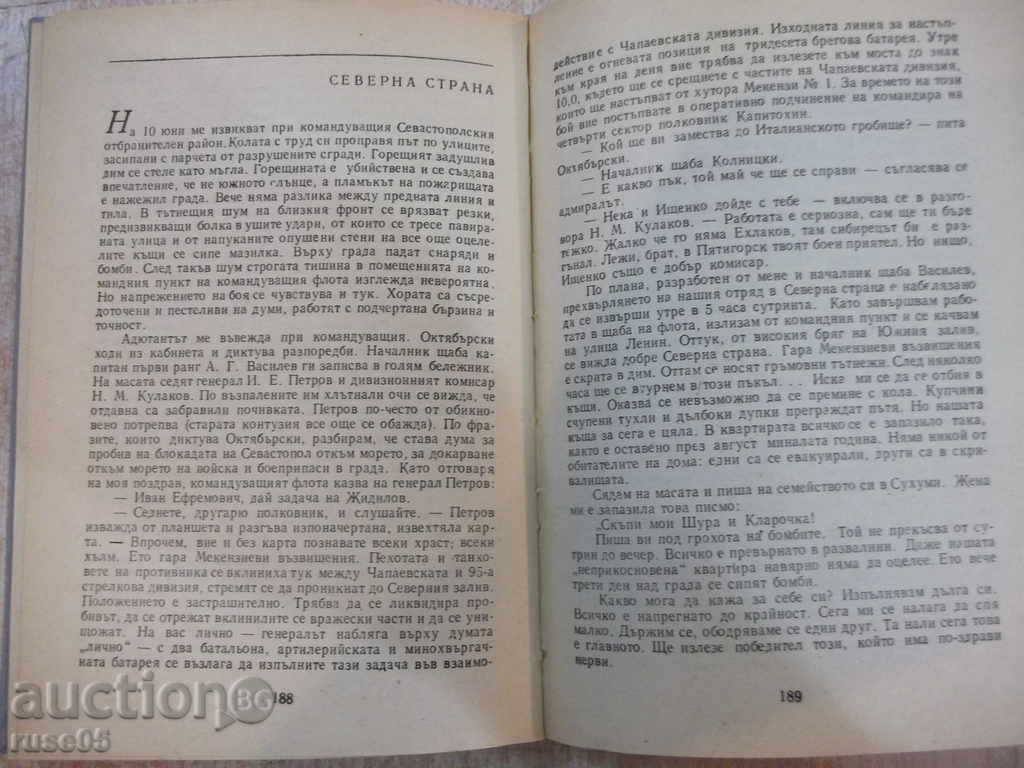 СЕВЕРНА СТРАНА
На 10 юни ме извикват при командуващия Севастополския
отбранителен район. Колата с труд си проправя път по улиците,
засипани с парчета от разрушените сгради. Горещият задушлив
дим се стеле като мъгла. Горещината е убийствена и се създава
впечатление, че не южното слънце, а пламъкът на пожарищата
е нажежил града. Вече няма разлика между предната линия и
тила. В тътнещия шум на близкия фронт се врязват резки,
предизвикващи болка в ушите удари, от които се тресе павира-
ната улица и от напуканите опушени стени на все още оцеле-
лите къщи се сипе мазилка. Върху града падат снаряди и
бомби. След такъв шум строгата тишина в помещенията на ко-
мандния пункт на командуващия флота изглежда невероятна.
Но напрежението на боя се чувствува и тук. Хората са съсре-
доточени и пестеливи на думи, работят с подчертана бързина и
точност.
Адютантът ме въвежда при командуващия. Октябърски
ходи из кабинета и диктува разпоредби. Началник щаба ка-
питан първи ранг А. Г. Василев ги записва в голям бележник.
На масата седят генерал И. Е. Петров и дивизионният комисар
Н. М. Кулаков. По възпалените им хлътнали очи се вижда, че
отдавна са забравили почивката. Петров по-често от обикно-
вено потрепва (старата контузия все още се обажда). По фра-
зите, които диктува Октябърски, разбирам, че става дума за
пробив на блокадата на Севастопол откъм морето, за докарване
откъм морето на войска и боеприпаси в града. Като отговаря
на моя поздрав, командуващият флота казва на генерал Петров:
— Иван Ефремович, дай задача на Жидилов.
— Седнете, другарю полковник, и слушайте. — Петров
изважда от планшета и разгъва изпоначертана, извехтяла кар-
та. — Впрочем, вие и без карта познавате всеки храст, всеки
хълм. Ето гара Мекензиеви възвишения. Пехотата и танко-
вете на противника се вклиниха тук между Чапаевската и 95-а
стрелкова дивизия, стремят се да проникнат до Северния залив.
Положението е застрашително. Трябва да се ликвидира про-
бивът, да се отрежат вклинилите се вражески части и да се уни-
щожат. На вас лично — генералът набляга върху думата
„лично“ — с два батальона, артилерийската и минохвъргач-
ната батарея се възлага да изпълните тази задача във взаимо-
188
действие с Чапаевската дивизия. Изходната линия за настъп-
ление е огневата позиция на тридесета брегова батарея. Утре
към края на деня вие трябва да излезете към моста до знак
10,0, където ще се срещнете с частите на Чапаевската дивизия,
които ще настъпват от хутора Мекензи № 1. За времето на този
бой вие постъпвате в оперативно подчинение на командира на
четвърти сектор полковник Капитохин.
— Кой ще ви замества до Италианското гробище? — пита
Октябърски.
— Началник щаба Колницки.
— Е какво пък, той май че ще се справи — съгласява се
адмиралът.
— Нека и Ищенко дойде с тебе — включва се в разго-
вора Н. М. Кулаков. — Работата е сериозна, сам ще ти бъде
тежко. Жалко че го няма Ехлаков, там сибирецът би се раз-
гънал. Лежи, брат, в Пятигорск твоят боен приятел. Но нищо,
Ищенко също е добър комисар.
По плана, разработен от мене и началник щаба Василев,
прехвърлянето на нашия отряд в Северна страна е набелязано
да се извърши утре в 5 часа сутринта. Като завършвам рабо-
тата в щаба на флота, излизам от командния пункт и се качвам
на улица Ленин. Оттук, от високия бряг на Южния залив,
се вижда добре Северна страна. Гара Мекензиеви възвишения
е скрита в дим. Оттам се носят гръмовни тътнежи. След няколко
часа ще се втурнем в този пъкъл... Иска ми се да се отбия в
къщи. Оказва се невъзможно да се премине с кола. Купчини
счупени тухли и дълбоки дупки преграждат пътя. Но нашата
къща за сега е цяла. В квартирата всичко се е запазило така,
както е оставено през август миналата година. Няма никой от
обитателите на дома: едни са се евакуирали, други са в скри-
валищата.
Сядам на масата и пиша на семейството си в Сухуми. Жена
ми е запазила това писмо:
„Скъпи мои Шура и Кларочка!
Пиша ви под грохота на бомбите. Той не прекъсва от су-
трин до вечер. Всичко е превърнато в развалини. Даже нашата
„неприкосновена“ квартира навярно няма да оцелее. Ето вече
трети ден над града се сипят бомби.
Какво мога да кажа за себе си? Изпълнявам дълга си.
Всичко е напрегнато до крайност. Сега ми се налага да спя
малко. Държим се, ободряваме се един друг. Та нали сега това
е главното. Ще излезе победител този, който има по-здрави
нерви.
189
auction.BG
ruse05